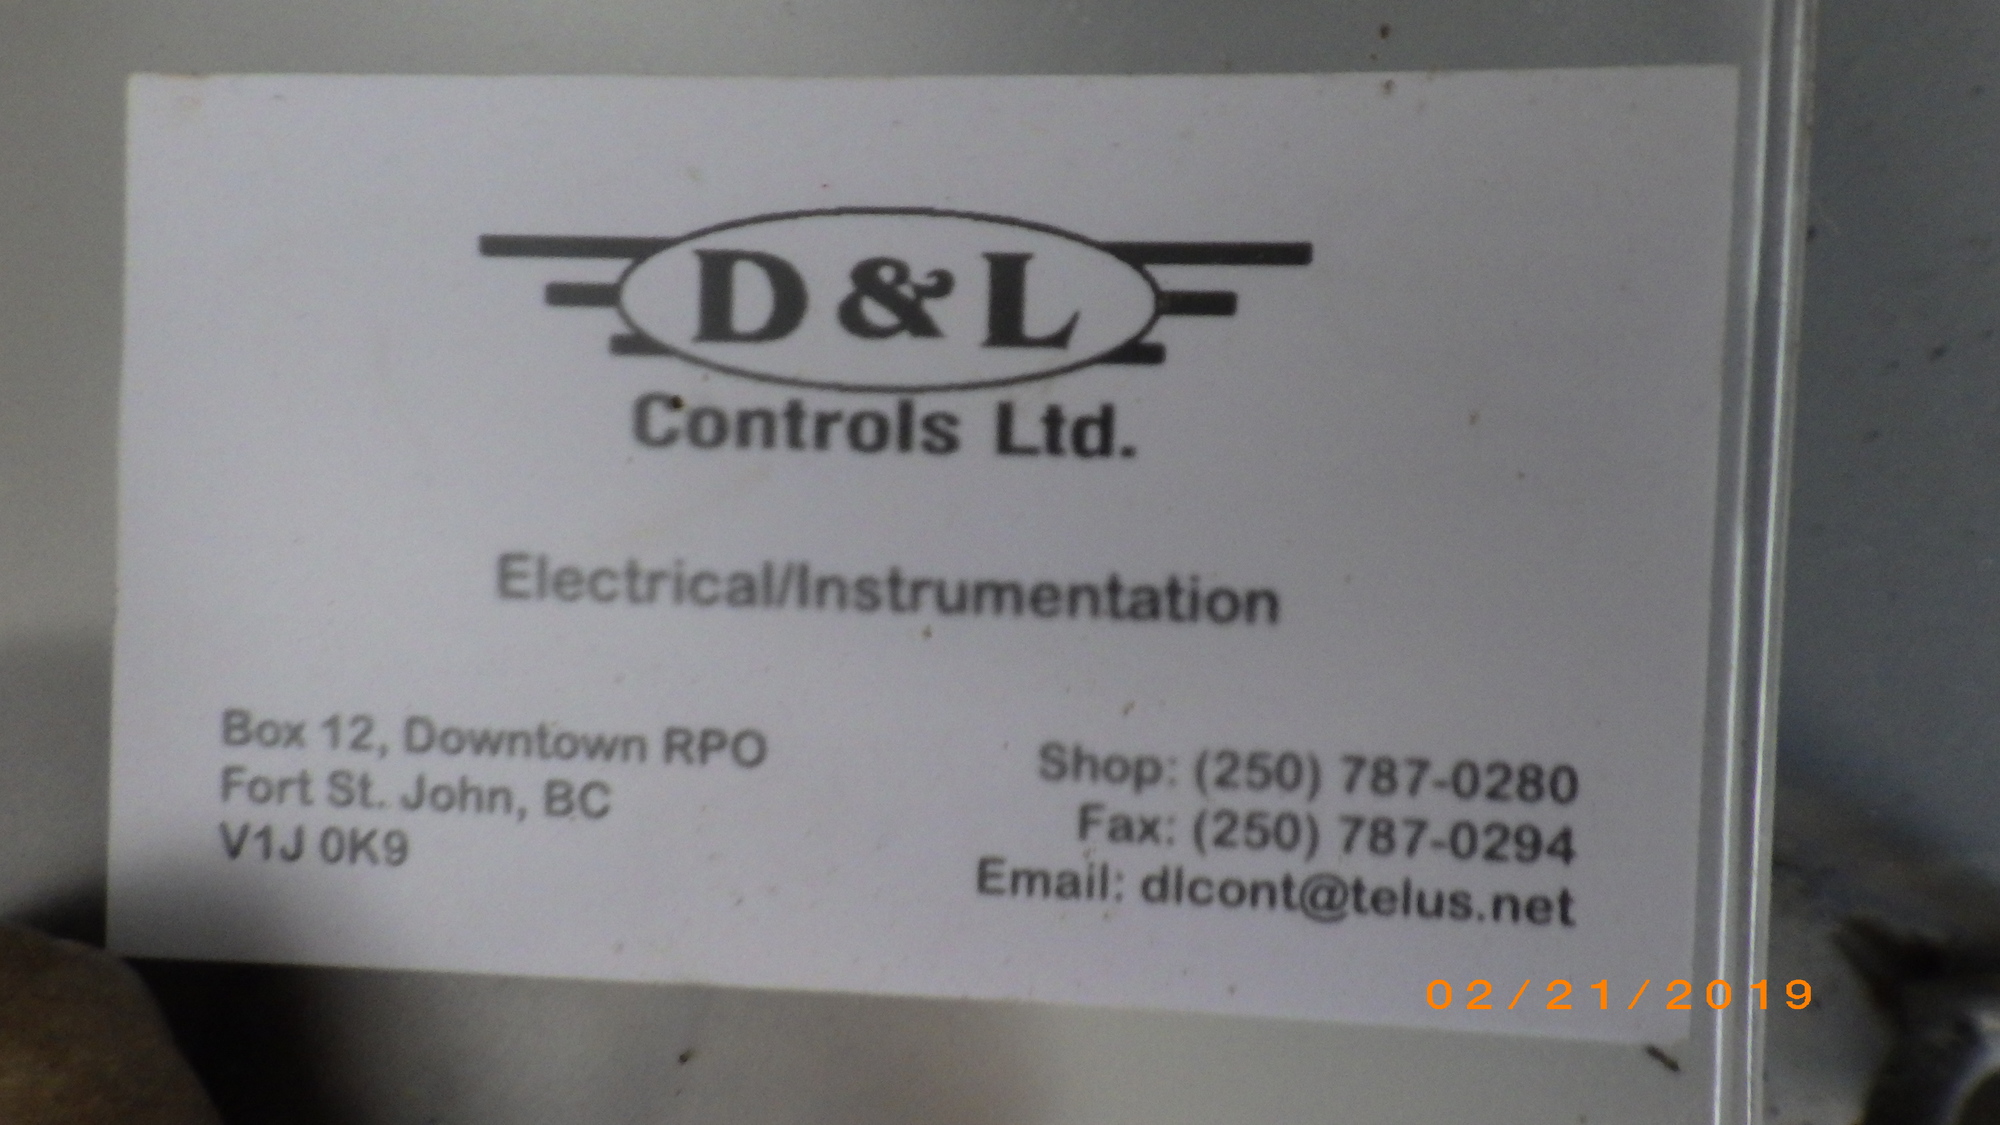 D & L
Controls Ltd.
Electrical/Instrumentation
Box 12, Downtown RPO
Fort St. John, BC
V1J 0K9
Shop: (250) 787-0280
Fax: (250) 787-0294
Email: dlcont@telus.net
02/21/2019